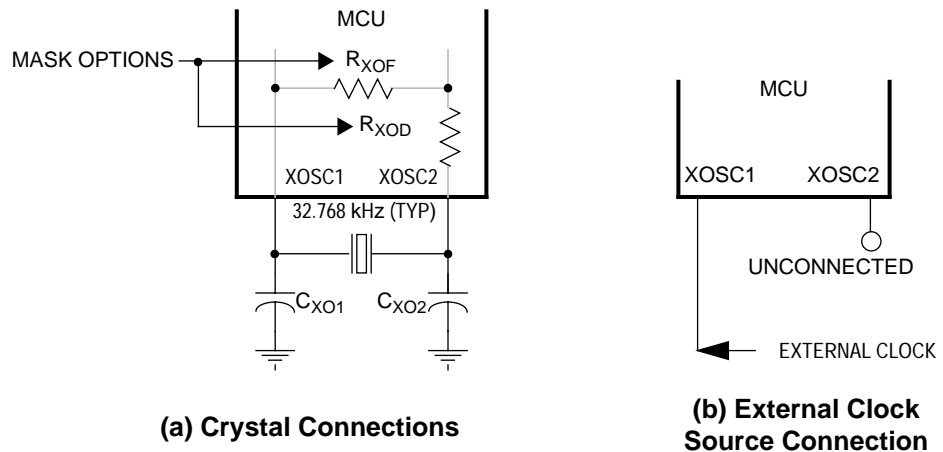 MCU
MASK OPTIONS
RXOF
RXOD
XOSC1 XOSC2
32.768 kHz (TYP)
CXO1 CXO2
(a) Crystal Connections
MCU
XOSC1 XOSC2
UNCONNECTED
EXTERNAL CLOCK
(b) External Clock
Source Connection